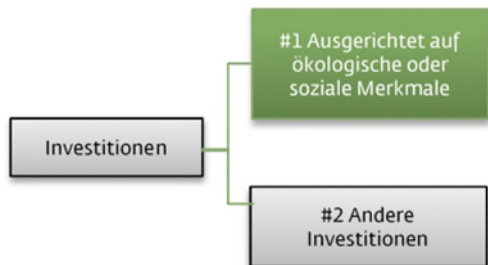 #1 Ausgerichtet auf
ökologische oder
soziale Merkmale
Investitionen
#2 Andere
Investitionen